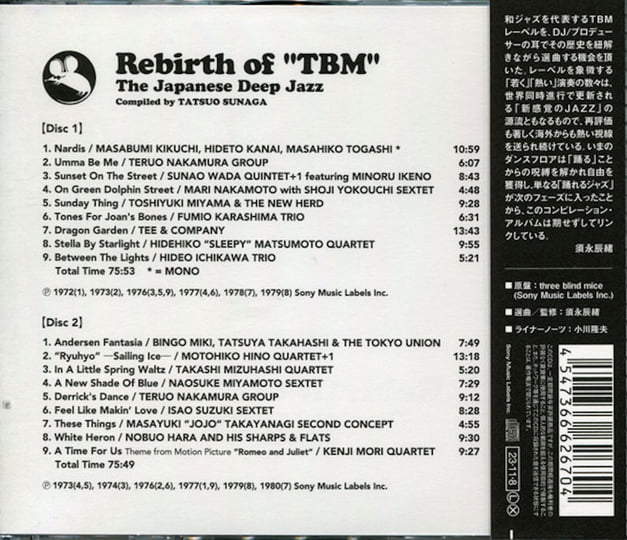 Rebirth of "TBM"
The Japanese Deep Jazz
Compiled by TATSUO SUNAGA
【Disc 1】
1. Nardis / MASABUMI KIKUCHI, HIDETO KANAI, MASAHIKO TOGASHI * 10:59
2. Umma Be Me / TERUO NAKAMURA GROUP 6:07
3. Sunset On The Street / SUNAO WADA QUINTET+1 featuring MINORU IKENO 8:43
4. On Green Dolphin Street / MARI NAKAMOTO with SHOJI YOKOUCHI SEXTET 4:48
5. Sunday Thing / TOSHIYUKI MIYAMA & THE NEW HERD 9:28
6. Tones For Joan's Bones / FUMIO KARASHIMA TRIO 6:31
7. Dragon Garden / TEE & COMPANY 13:43
8. Stella By Starlight / HIDEHIKO "SLEEPY" MATSUMOTO QUARTET 9:55
9. Between The Lights / HIDEO ICHIKAWA TRIO 5:21
Total Time 75:53 * = MONO
Ⓟ 1972(1), 1973(2), 1976(3,5,9), 1977(4,6), 1978(7), 1979(8) Sony Music Labels Inc.
【Disc 2】
1. Andersen Fantasia / BINGO MIKI, TATSUYA TAKAHASHI & THE TOKYO UNION 7:49
2. "Ryuhyo" —Sailing Ice— / MOTOHIKO HINO QUARTET+1 13:18
3. In A Little Spring Waltz / TAKASHI MIZUHASHI QUARTET 5:20
4. A New Shade Of Blue / NAOSUKE MIYAMOTO SEXTET 7:29
5. Derrick's Dance / TERUO NAKAMURA GROUP 9:12
6. Feel Like Makin' Love / ISAO SUZUKI SEXTET 8:28
7. These Things / MASAYUKI "JOJO" TAKAYANAGI SECOND CONCEPT 4:55
8. White Heron / NOBUO HARA AND HIS SHARPS & FLATS 9:30
9. A Time For Us Theme from Motion Picture "Romeo and Juliet" / KENJI MORI QUARTET 9:27
Total Time 75:49
Ⓟ 1973(4,5), 1974(3), 1976(2,6), 1977(1,9), 1979(8), 1980(7) Sony Music Labels Inc.
和ジャズを代表するTBM
レーベルを、DJ/プロデュー
サーの耳でその歴史を紐解
きながら選曲する機会を頂
いた。レーベルを象徴する
「若く」「熱い」演奏の数々は、
世界同時進行で更新され
る「新感覚のJAZZ」の
源流ともなるもので、再評価
も著しく海外からも熱い視線
を送られ続けている。いまの
ダンスフロアは「踊る」こと
からの呪縛を解かれ自由を
獲得し、単なる「踊れるジャズ」
が次のフェーズに入ったこと
から、このコンピレーション・
アルバムは期せずしてリン
クしている。
須永辰緒
■ 原盤：three blind mice
(Sony Music Labels Inc.)
■ 選曲／監修：須永辰緒
■ ライナーノーツ：小川隆夫
Sony Music Labels Inc.
23・11・8
Ⓛ Ⓧ
4 547366 626704